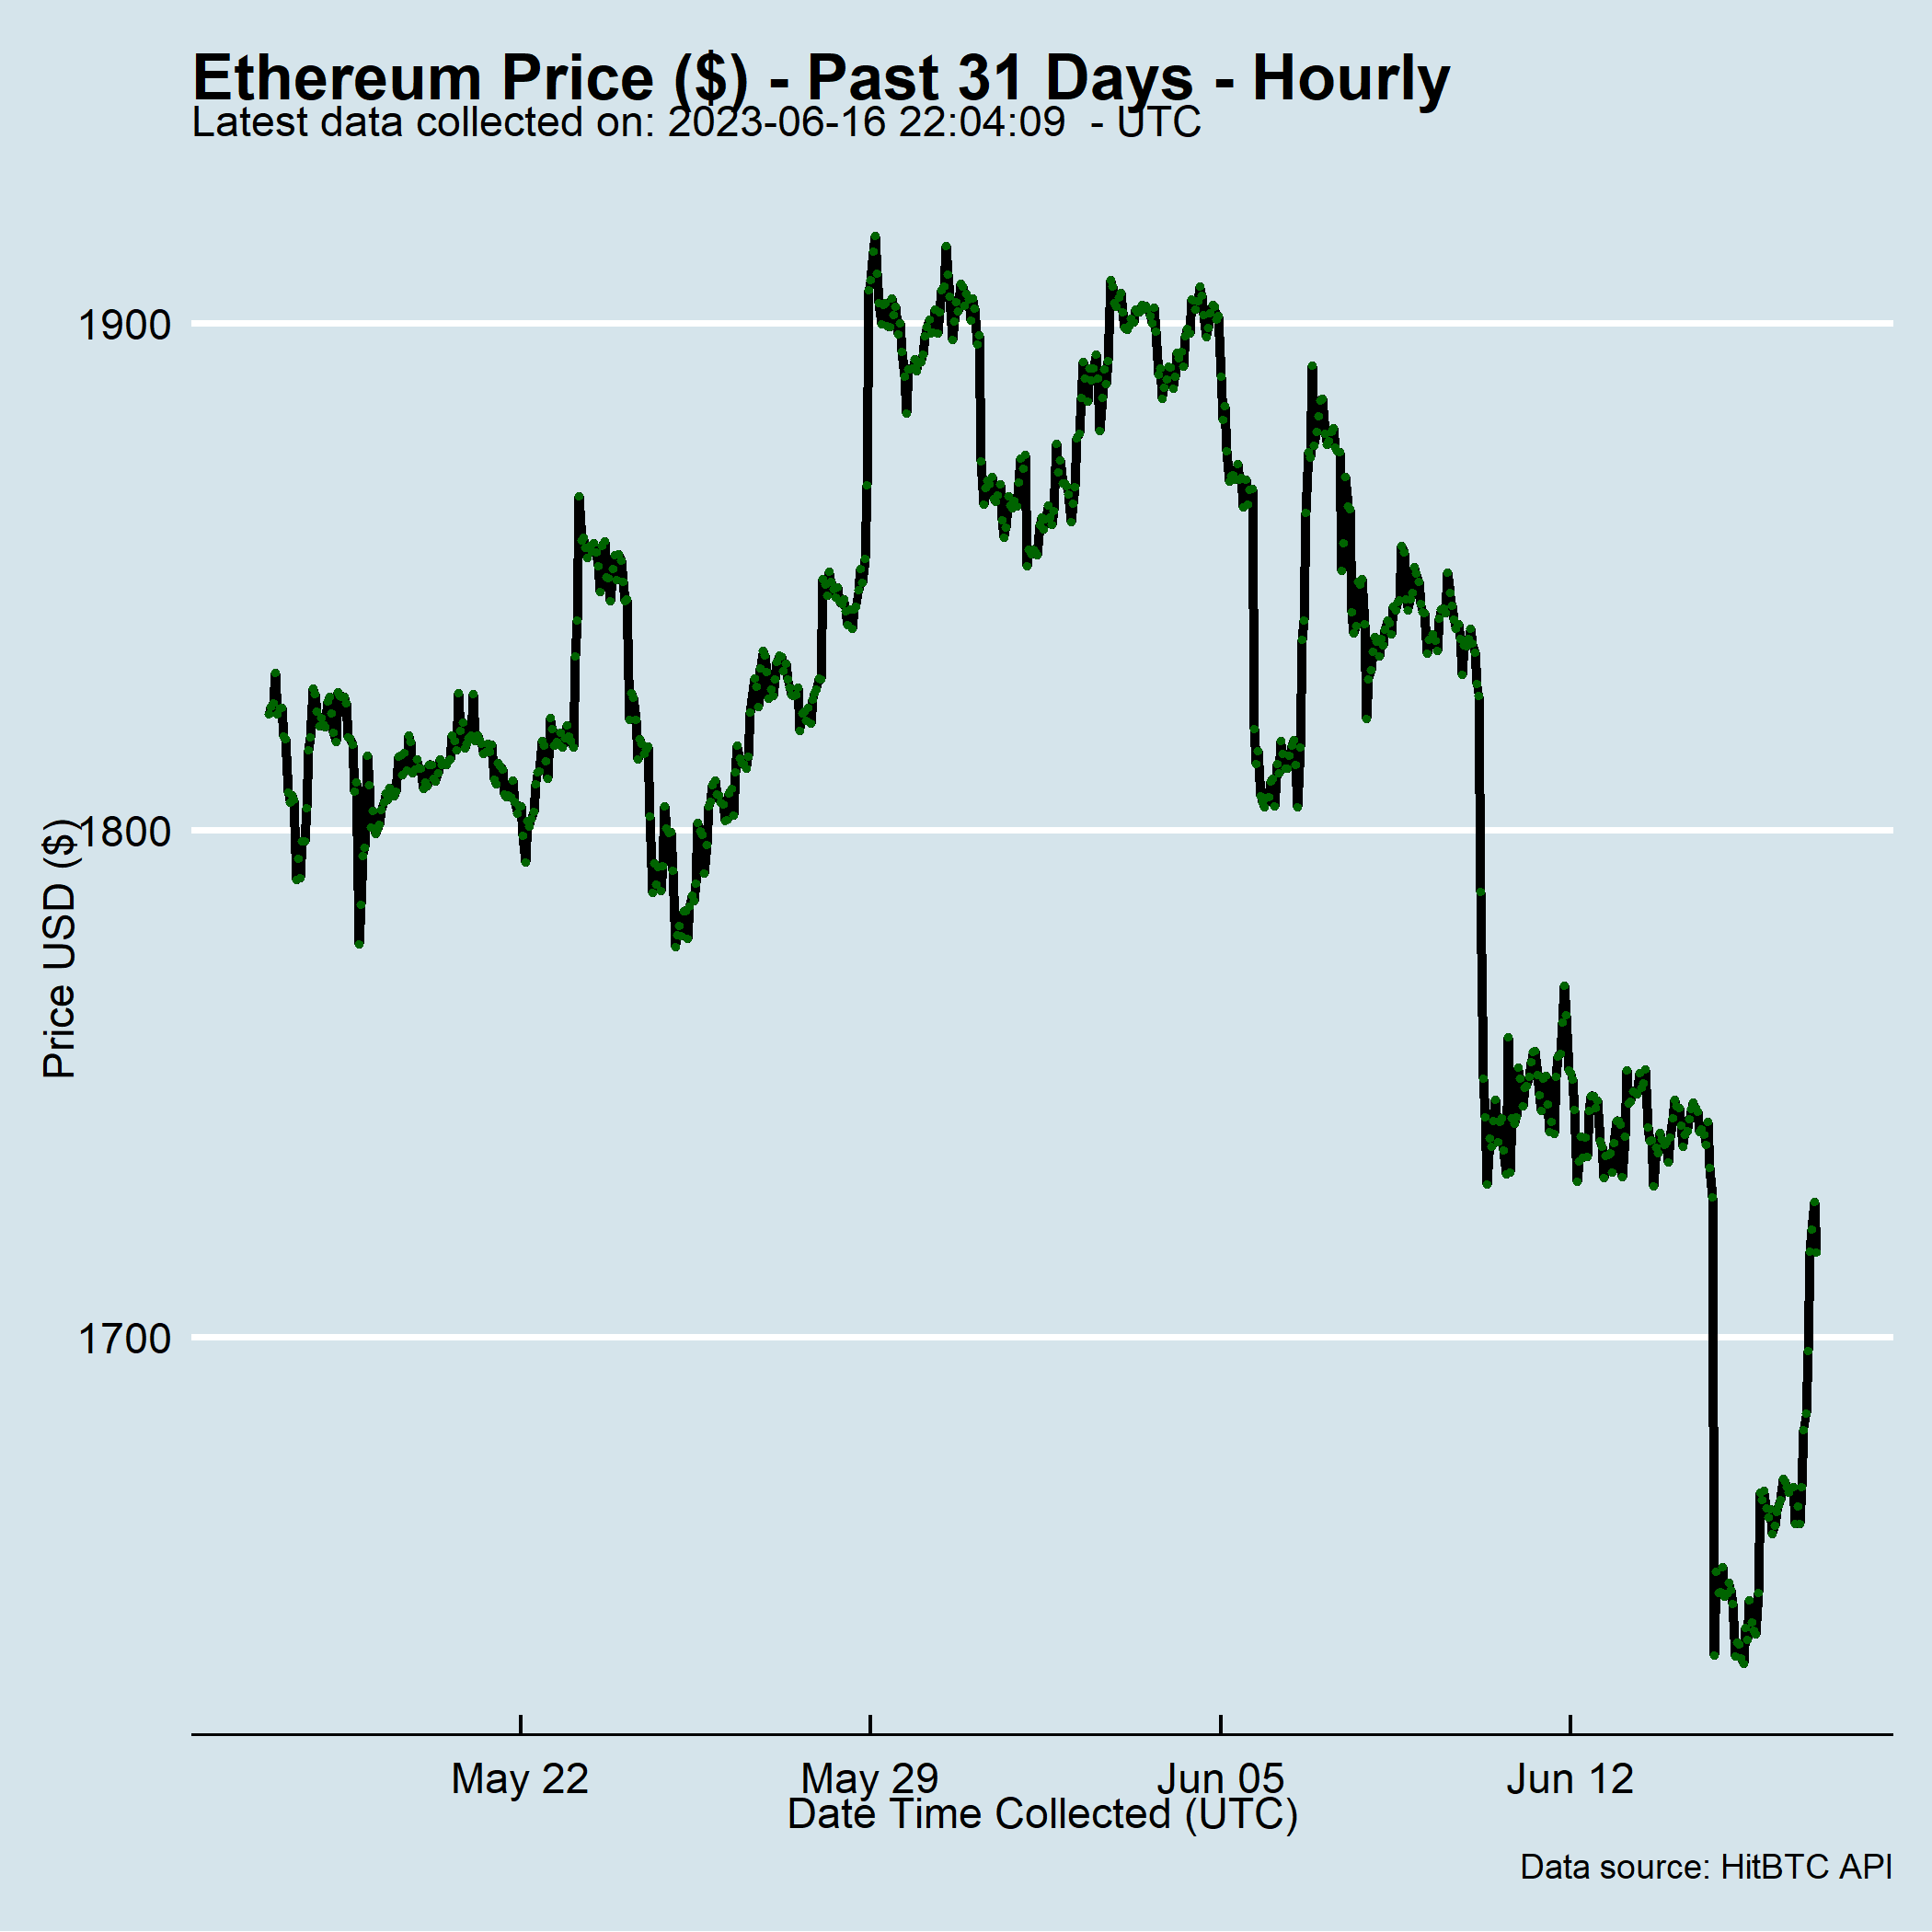 Ethereum Price ($) - Past 31 Days - Hourly
Latest data collected on: 2023-06-16 22:04:09  - UTC
1900
1800
1700
Price USD ($)
May 22
May 29
Jun 05
Jun 12
Date Time Collected (UTC)
Data source: HitBTC API